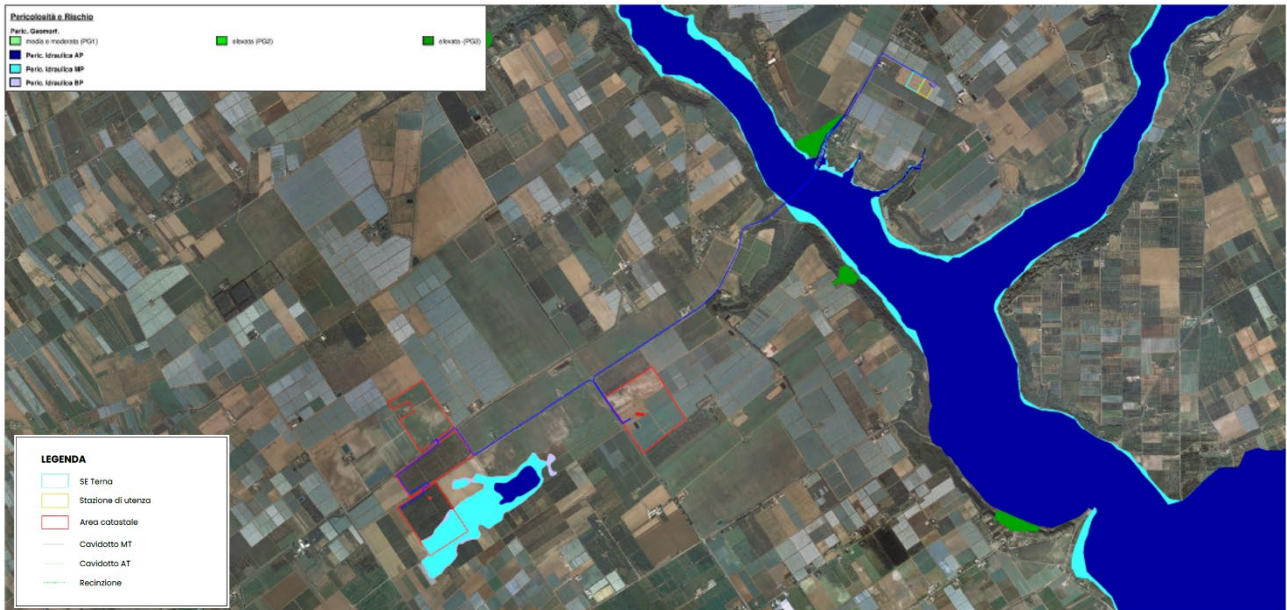 Pericolosità e Rischio
Peric. Geomorf.
media e moderata (PG1)
elevata (PG2)
elevata (PG3)
Peric. Idraulica AP
Peric. Idraulica MP
Peric. Idraulica BP
LEGENDA
SE Terna
Stazione di utenza
Area catastale
Cavidotto MT
Cavidotto AT
Recinzione